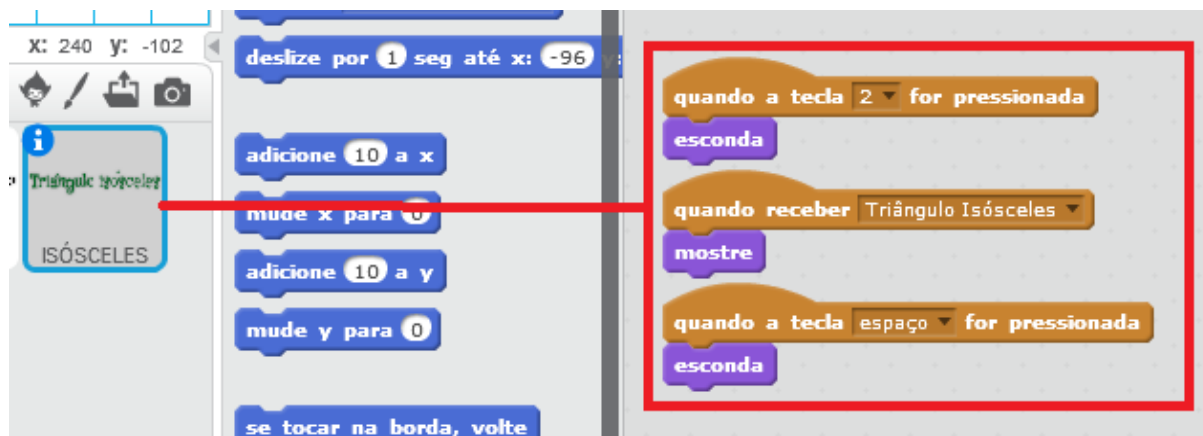 x: 240 y: -102
deslize por 1 seg até x: -96 y:
adicione 10 a x
mude x para 0
adicione 10 a y
mude y para 0
se tocar na borda, volte
Triângulo Isósceles
ISÓSCELES
quando a tecla 2 for pressionada
esconda
quando receber Triângulo Isósceles
mostre
quando a tecla espaço for pressionada
esconda